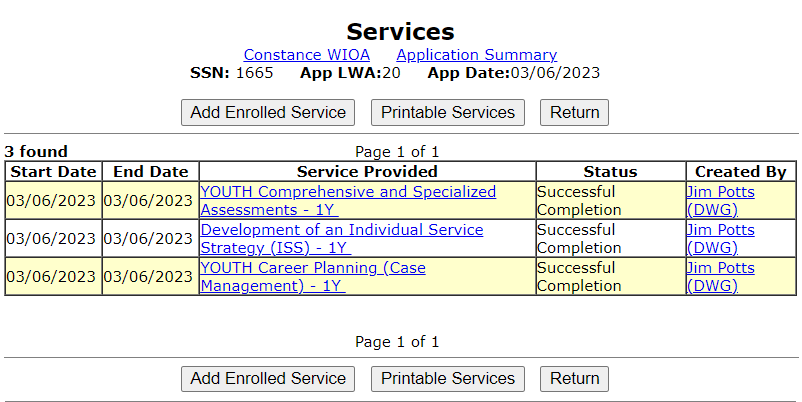 Services
Constance WIOA Application Summary
SSN: 1665 App LWA:20 App Date:03/06/2023
Add Enrolled Service Printable Services Return
3 found Page 1 of 1
Start Date End Date Service Provided Status Created By
03/06/2023 03/06/2023 YOUTH Comprehensive and Specialized Assessments - 1Y Successful Completion Jim Potts (DWG)
03/06/2023 03/06/2023 Development of an Individual Service Strategy (ISS) - 1Y Successful Completion Jim Potts (DWG)
03/06/2023 03/06/2023 YOUTH Career Planning (Case Management) - 1Y Successful Completion Jim Potts (DWG)
Page 1 of 1
Add Enrolled Service Printable Services Return